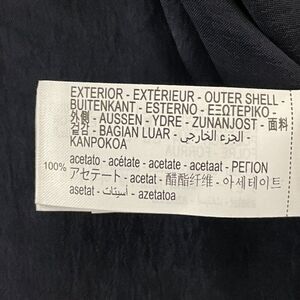 EXTERIOR - EXTÉRIEUR - OUTER SHELL -
BUITENKANT - ESTERNO - ΕΞΩΤΕΡΙΚΟ -
外側 - AUSSEN - YDRE - ZUNANJOST - 面料
겉감 - BAGIAN LUAR - الجزء الخارجي -
KANPOKOA
100% acetato - acétate - acetate - acetaat - ΡΕΓΙΟΝ
アセテート - acetat - 醋酯纤维 - 아세테이트
asetat - أسيتات - azetatoa